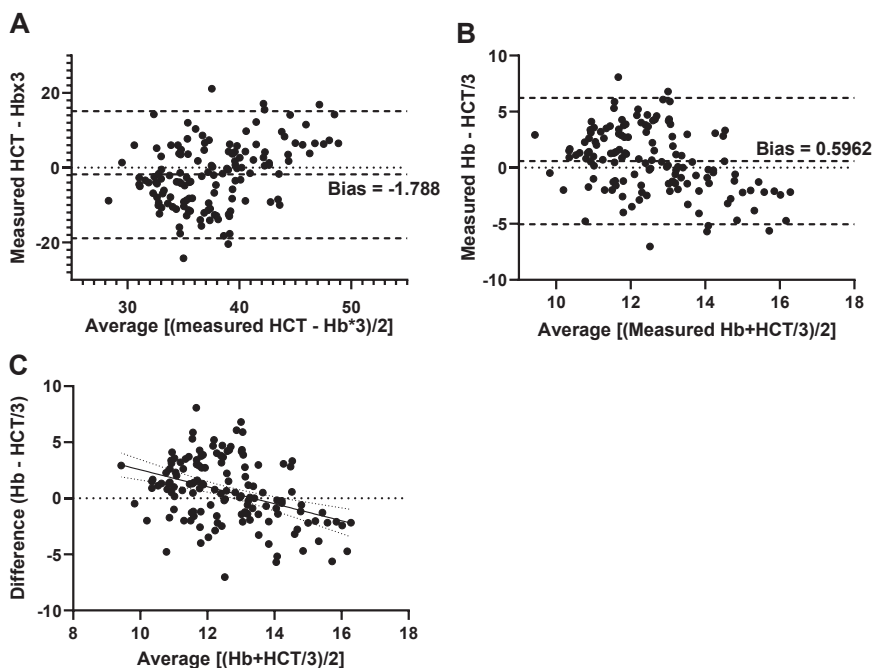 A
Measured HCT - Hbx3
20
0
-20
Bias = -1.788
30
40
50
Average [(measured HCT - Hb*3)/2]
B
Measured Hb - HCT/3
10
5
0
-5
-10
Bias = 0.5962
10
12
14
16
18
Average [(Measured Hb+HCT/3)/2]
C
Difference (Hb - HCT/3)
10
5
0
-5
-10
8
10
12
14
16
18
Average [(Hb+HCT/3)/2]